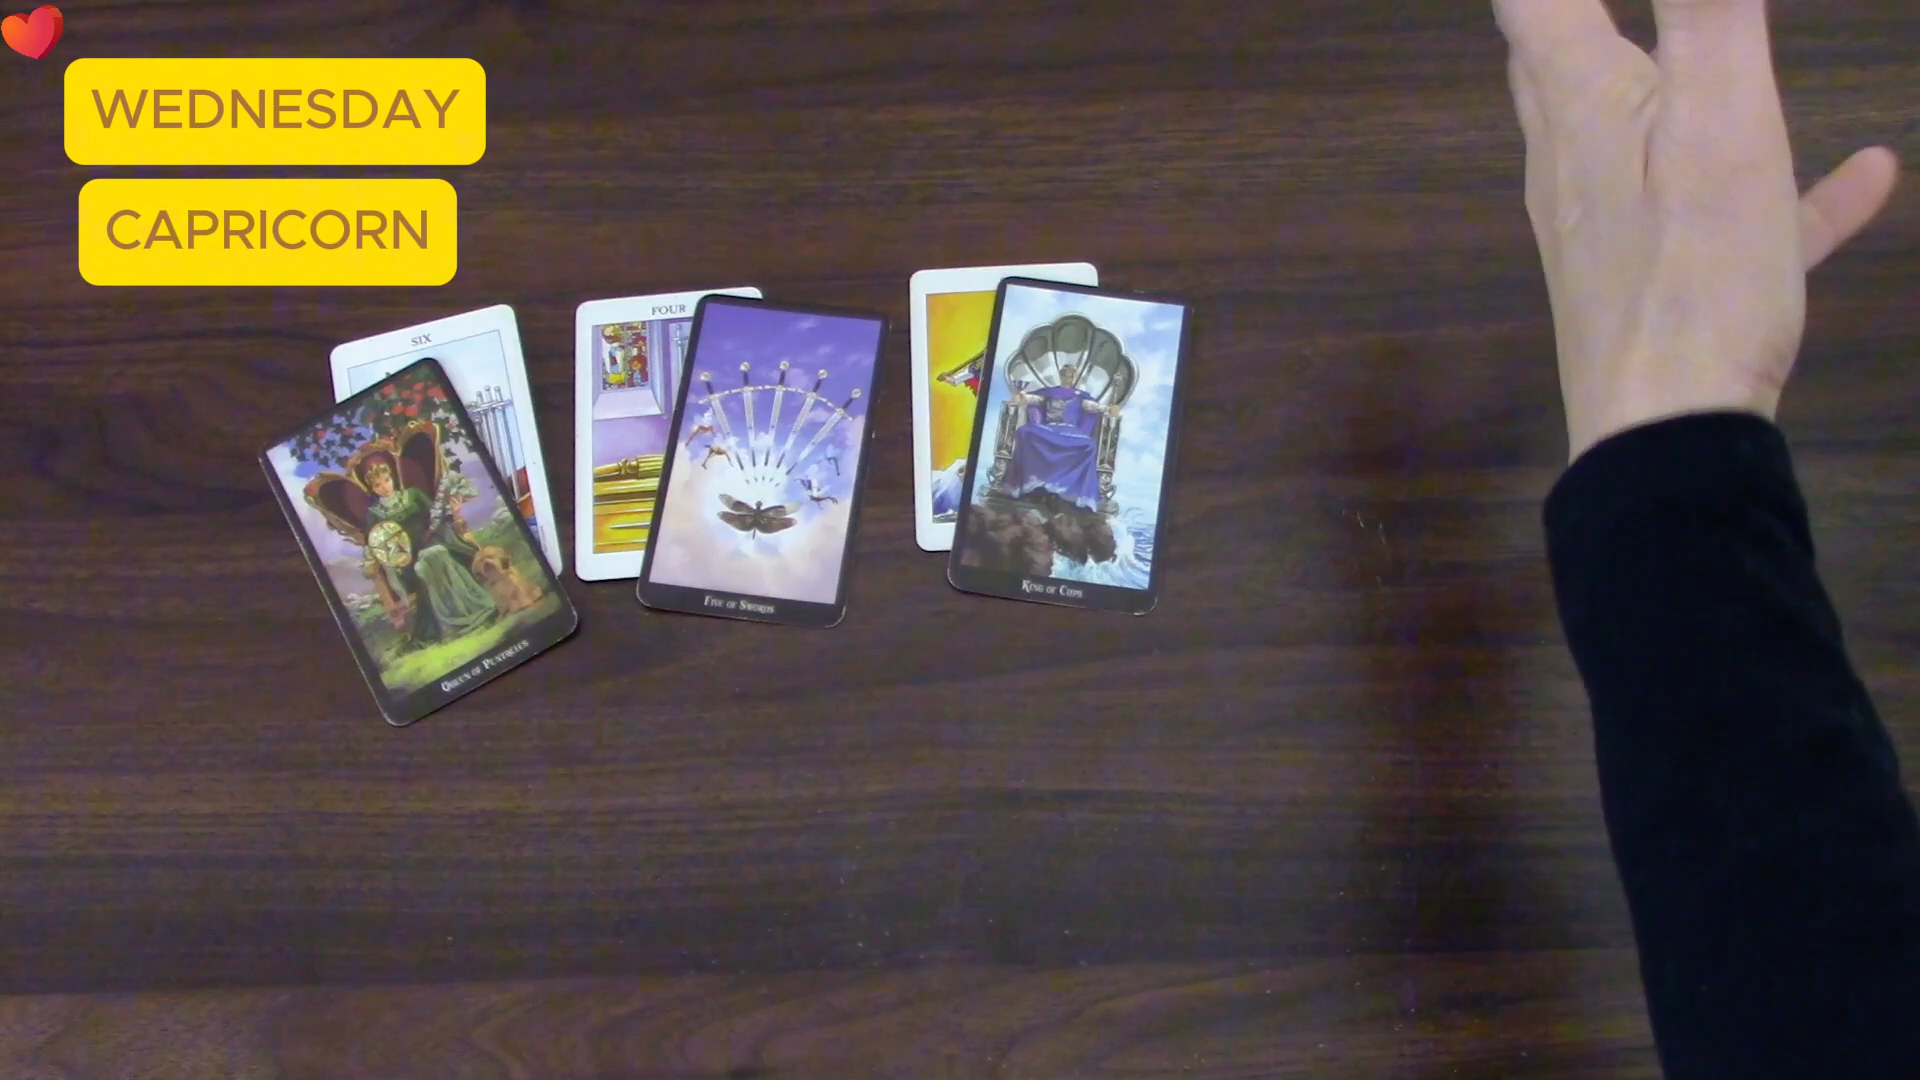 WEDNESDAY
CAPRICORN
SIX
FOUR
Queen of Pentacles
Five of Swords
King of Cups